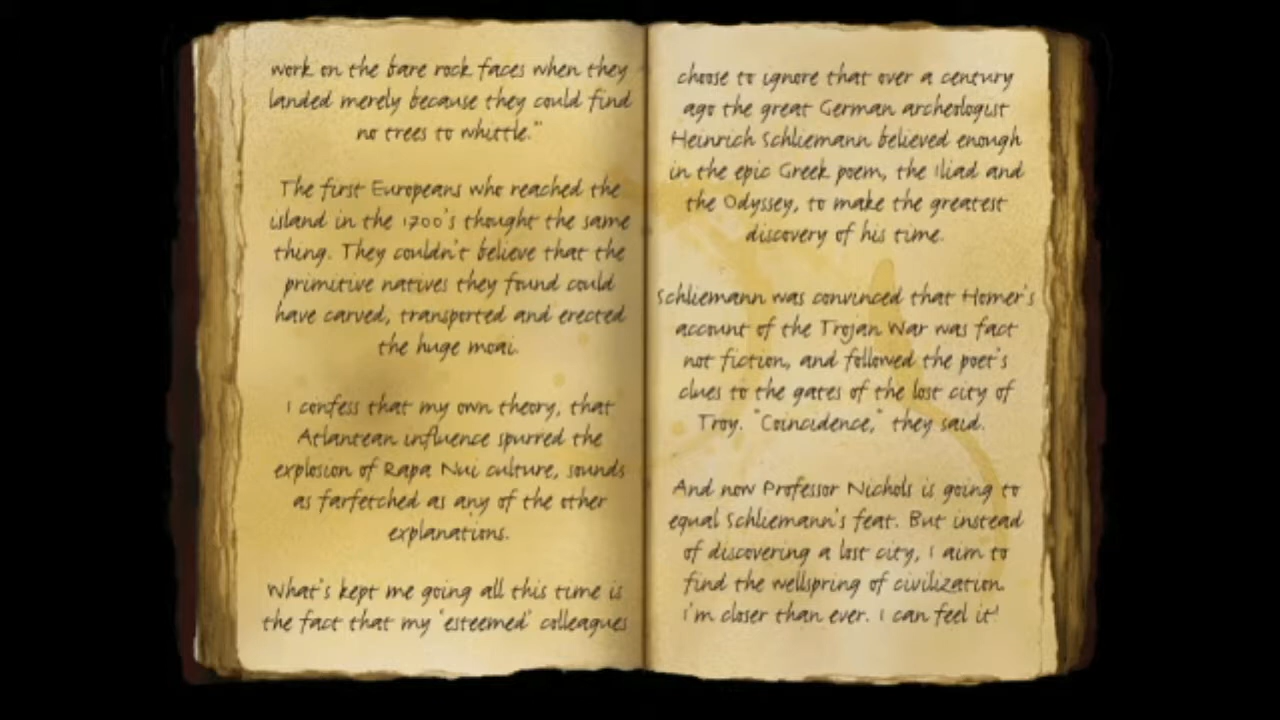 work on the bare rock faces when they
landed merely because they could find
no trees to whittle."
The first Europeans who reached the
island in the 1700's thought the same
thing. They couldn't believe that the
primitive natives they found could
have carved, transported and erected
the huge moai.
I confess that my own theory, that
Atlantean influence spurred the
explosion of Rapa Nui culture, sounds
as farfetched as any of the other
explanations.
What's kept me going all this time is
the fact that my 'esteemed' colleagues
choose to ignore that over a century
ago the great German archeologist
Heinrich Schliemann believed enough
in the epic Greek poem, the Iliad and
the Odyssey, to make the greatest
discovery of his time.
Schliemann was convinced that Homer's
account of the Trojan War was fact
not fiction, and followed the poet's
clues to the gates of the lost city of
Troy. "Coincidence," they said.
And now Professor Nichols is going to
equal Schliemann's feat. But instead
of discovering a lost city, I aim to
find the wellspring of civilization.
I'm closer than ever. I can feel it!